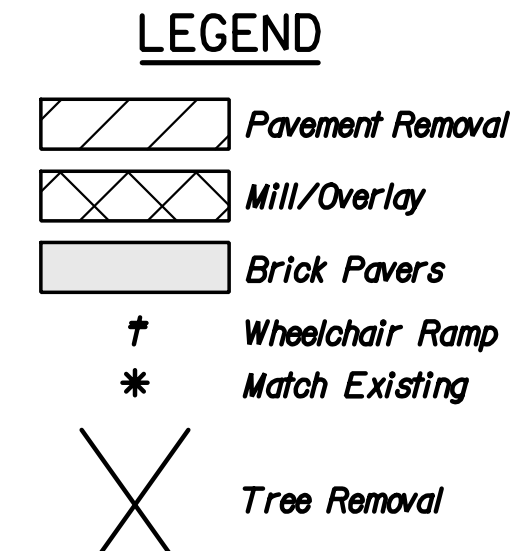 LEGEND
Pavement Removal
Mill/Overlay
Brick Pavers
† Wheelchair Ramp
* Match Existing
Tree Removal